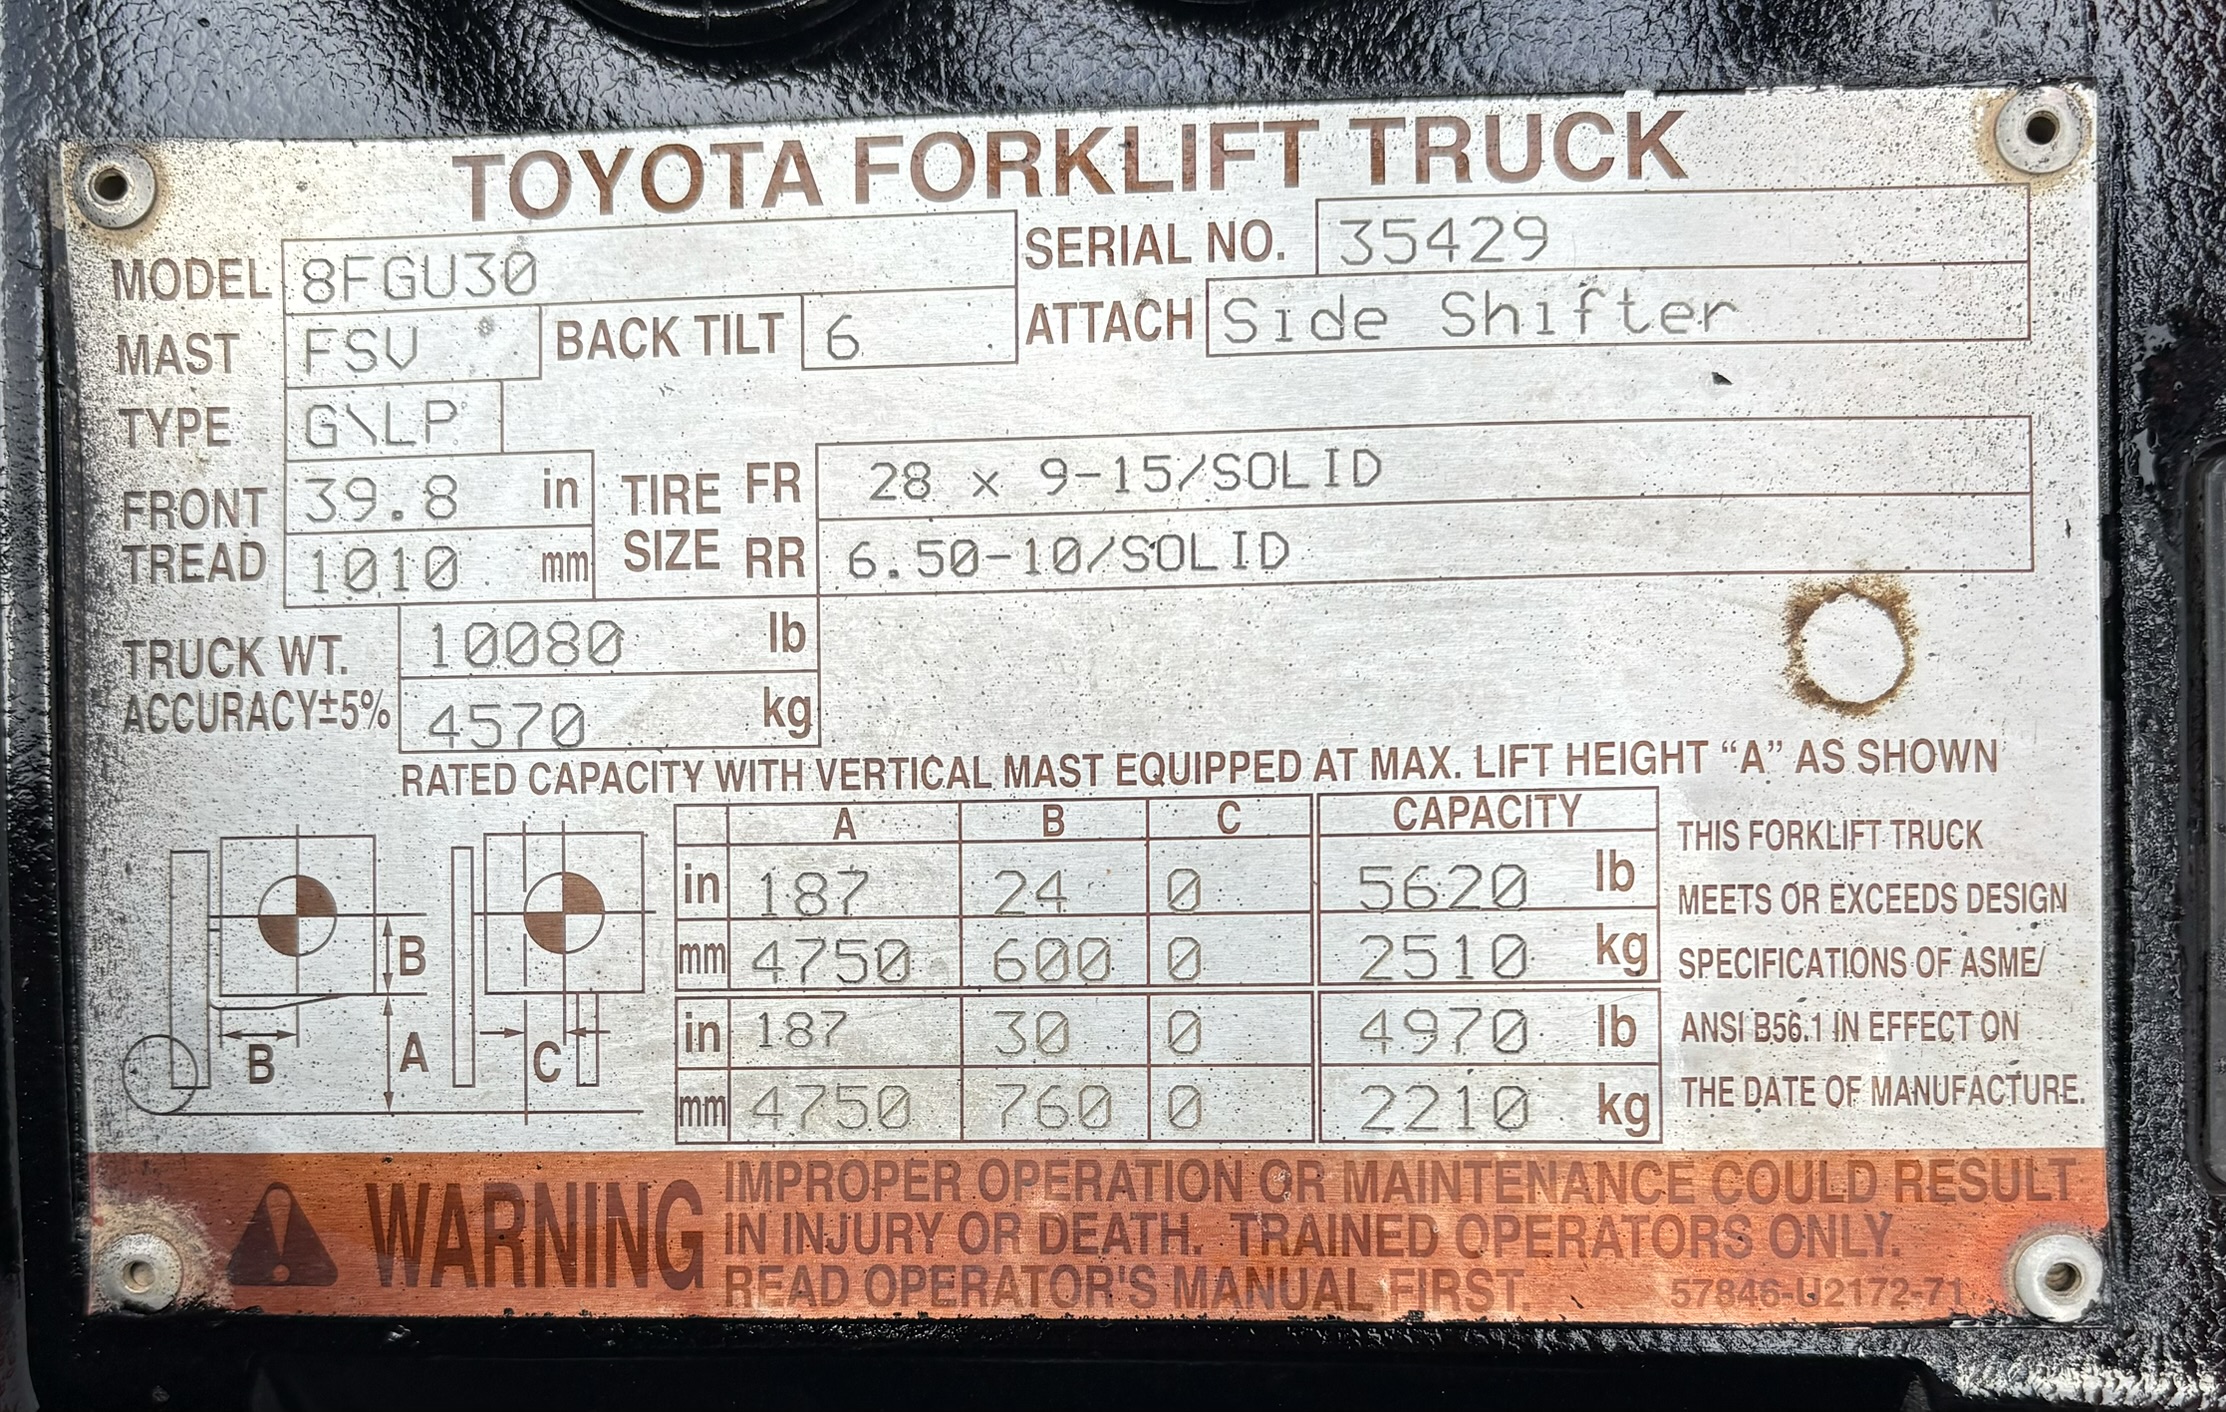 TOYOTA FORKLIFT TRUCK
MODEL 8FGU30 SERIAL NO. 35429
MAST FSV BACK TILT 6 ATTACH Side Shifter
TYPE G\LP
FRONT TREAD 39.8 in TIRE SIZE FR 28 x 9-15/SOLID
1010 mm RR 6.50-10/SOLID
TRUCK WT. 10080 lb
ACCURACY±5% 4570 kg
RATED CAPACITY WITH VERTICAL MAST EQUIPPED AT MAX. LIFT HEIGHT “A” AS SHOWN
A B C CAPACITY
in 187 24 0 5620 lb
mm 4750 600 0 2510 kg
in 187 30 0 4970 lb
mm 4750 760 0 2210 kg
B
B A C
THIS FORKLIFT TRUCK
MEETS OR EXCEEDS DESIGN
SPECIFICATIONS OF ASME/
ANSI B56.1 IN EFFECT ON
THE DATE OF MANUFACTURE.
WARNING
IMPROPER OPERATION OR MAINTENANCE COULD RESULT
IN INJURY OR DEATH. TRAINED OPERATORS ONLY.
READ OPERATOR'S MANUAL FIRST.
57846-U2172-71